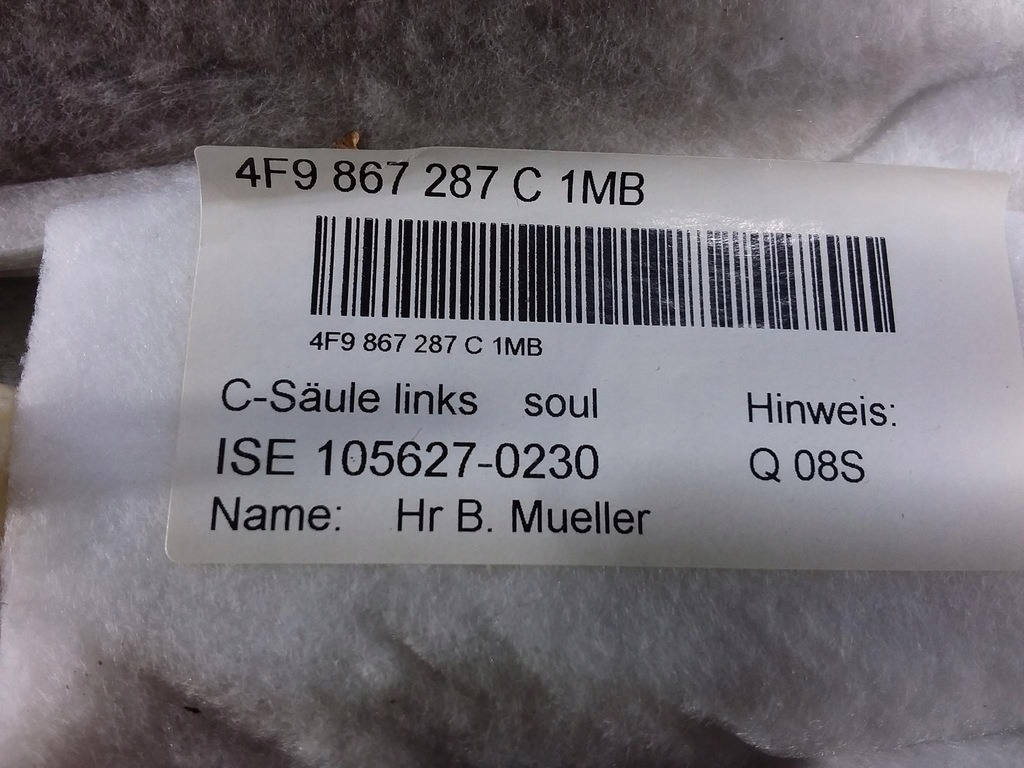 4F9 867 287 C 1MB
4F9 867 287 C 1MB
C-Säule links soul Hinweis:
ISE 105627-0230 Q 08S
Name: Hr B. Mueller